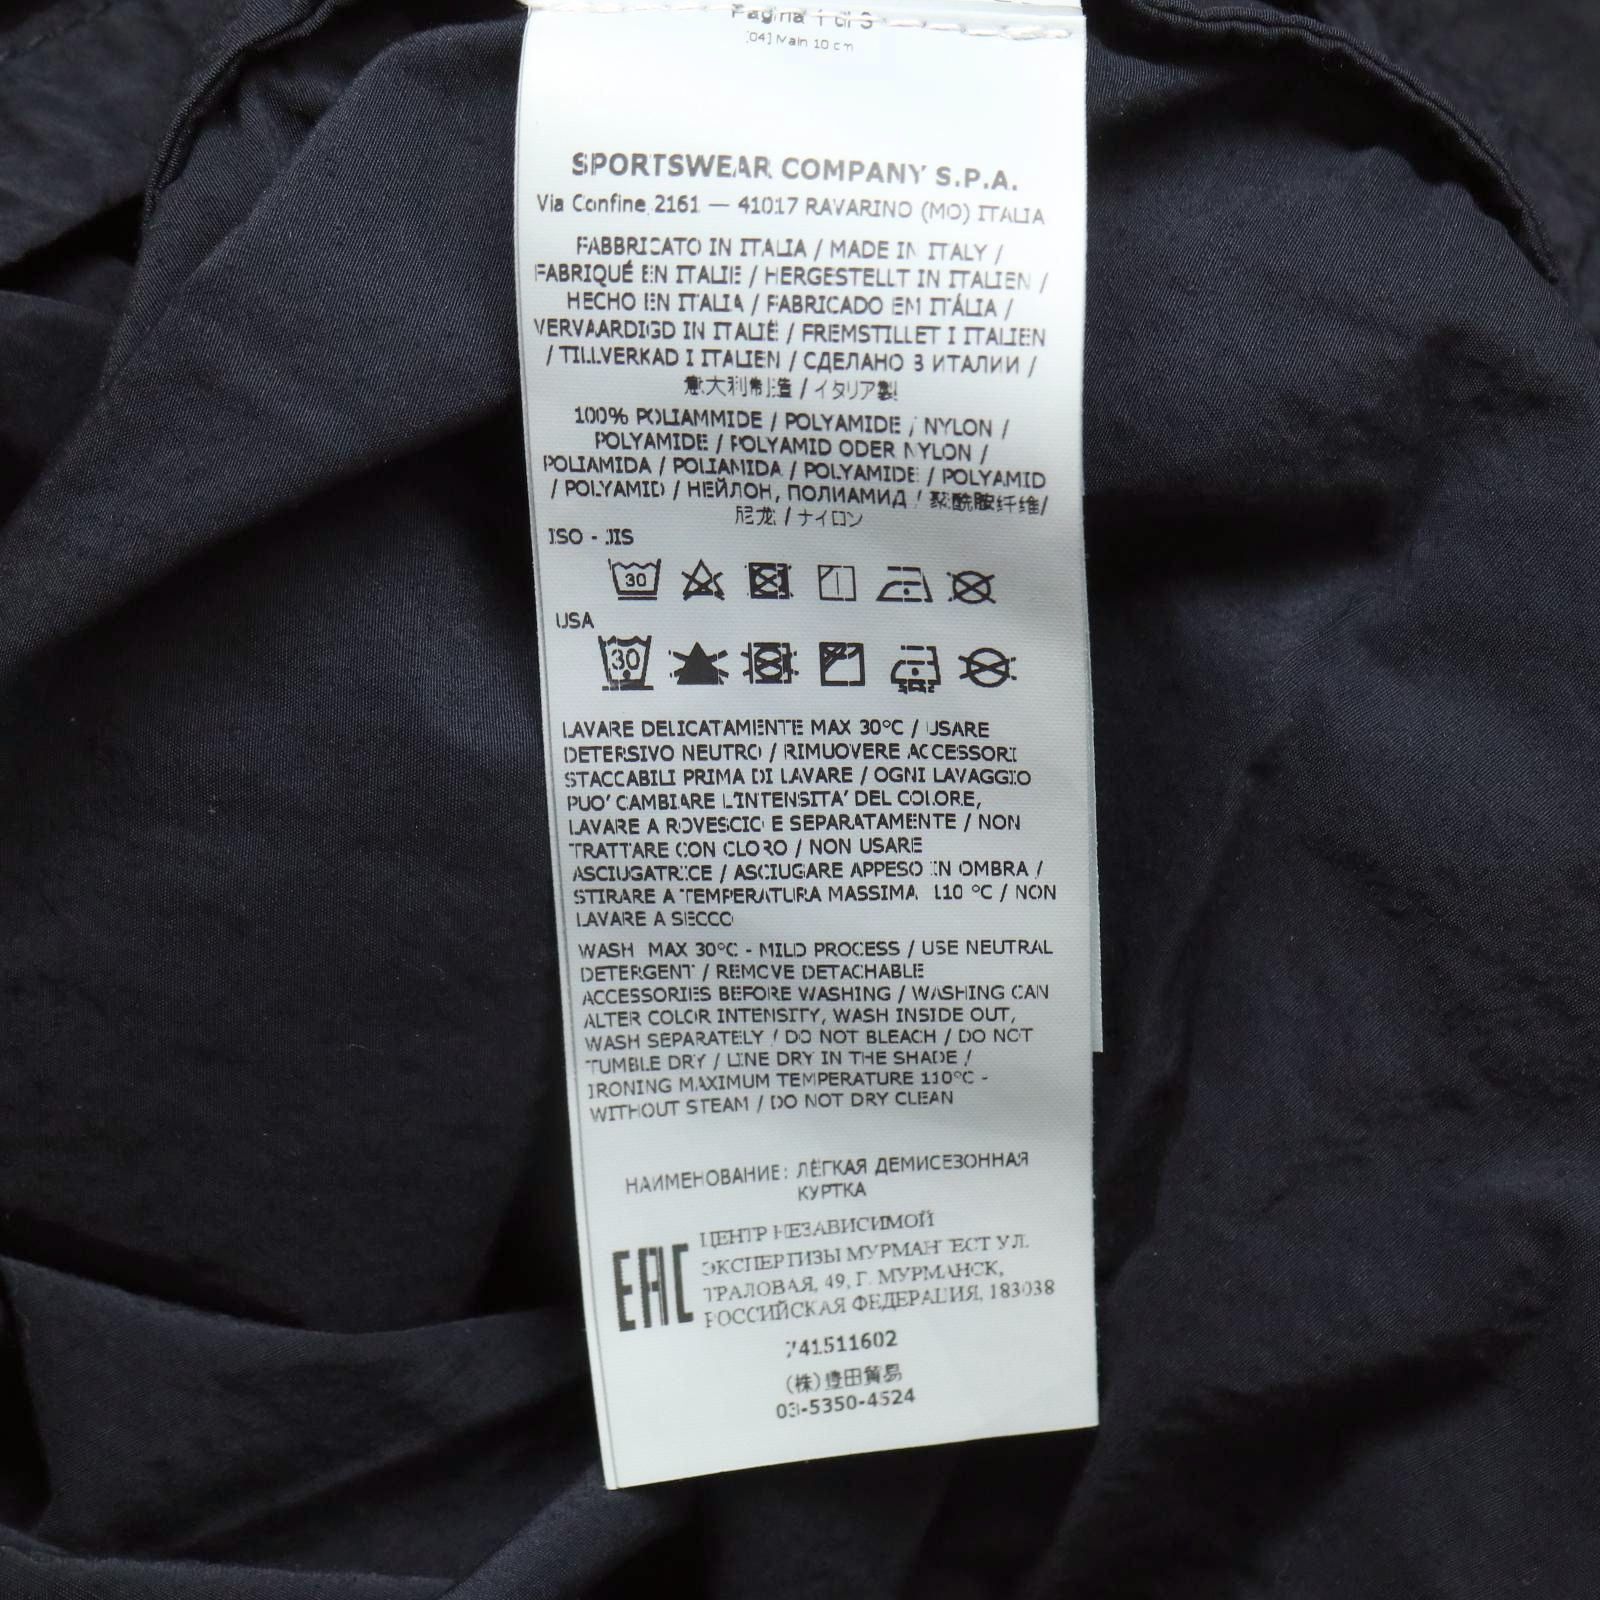 Pagina 1 di 3
[04] Main 10 cm
SPORTSWEAR COMPANY S.P.A.
Via Confine 2161 — 41017 RAVARINO (MO) ITALIA
FABBRICATO IN ITALIA / MADE IN ITALY /
FABRIQUÉ EN ITALIE / HERGESTELLT IN ITALIEN /
HECHO EN ITALIA / FABRICADO EM ITÁLIA /
VERVAARDIGD IN ITALIË / FREMSTILLET I ITALIEN
/ TILLVERKAD I ITALIEN / СДЕЛАНО В ИТАЛИИ /
意大利制造 / イタリア製
100% POLIAMMIDE / POLYAMIDE / NYLON /
POLYAMIDE / POLYAMID ODER NYLON /
POLIAMIDA / POLIAMIDA / POLYAMIDE / POLYAMID
/ POLYAMID / НЕЙЛОН, ПОЛИАМИД / 聚酰胺纤维/
尼龙 / ナイロン
ISO - JIS
30
USA
30
LAVARE DELICATAMENTE MAX 30°C / USARE
DETERSIVO NEUTRO / RIMUOVERE ACCESSORI
STACCABILI PRIMA DI LAVARE / OGNI LAVAGGIO
PUO' CAMBIARE L'INTENSITA' DEL COLORE,
LAVARE A ROVESCIO E SEPARATAMENTE / NON
TRATTARE CON CLORO / NON USARE
ASCIUGATRICE / ASCIUGARE APPESO IN OMBRA /
STIRARE A TEMPERATURA MASSIMA 110 °C / NON
LAVARE A SECCO
WASH MAX 30°C - MILD PROCESS / USE NEUTRAL
DETERGENT / REMOVE DETACHABLE
ACCESSORIES BEFORE WASHING / WASHING CAN
ALTER COLOR INTENSITY, WASH INSIDE OUT,
WASH SEPARATELY / DO NOT BLEACH / DO NOT
TUMBLE DRY / LINE DRY IN THE SHADE /
IRONING MAXIMUM TEMPERATURE 110°C -
WITHOUT STEAM / DO NOT DRY CLEAN
НАИМЕНОВАНИЕ: ЛЁГКАЯ ДЕМИСЕЗОННАЯ
КУРТКА
EAC
ЦЕНТР НЕЗАВИСИМОЙ
ЭКСПЕРТИЗЫ МУРМАНТЕСТ УЛ.
ТРАЛОВАЯ, 49, Г. МУРМАНСК,
РОССИЙСКАЯ ФЕДЕРАЦИЯ, 183038
741511602
(株)豊田貿易
03-5350-4524